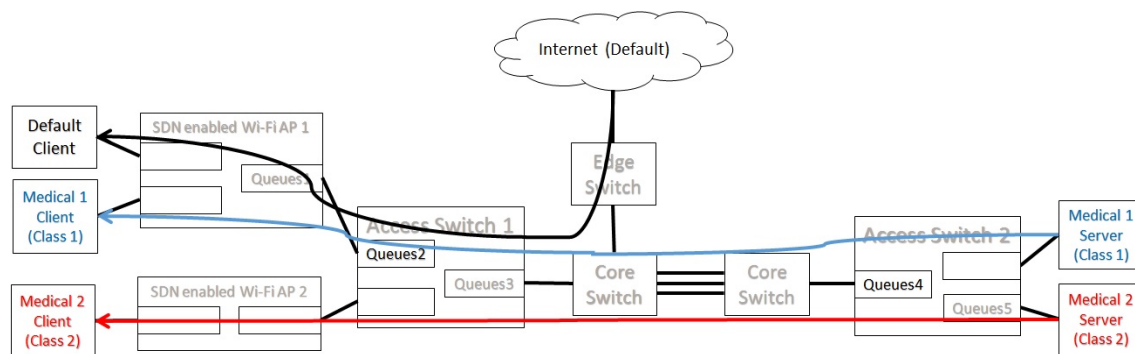 Internet (Default)
Default
Client
SDN enabled Wi-Fi AP 1
Queues1
Edge
Switch
Medical 1
Client
(Class 1)
Access Switch 1
Queues2
Queues3
Core
Switch
Core
Switch
Access Switch 2
Queues4
Queues5
Medical 1
Server
(Class 1)
Medical 2
Client
(Class 2)
SDN enabled Wi-Fi AP 2
Medical 2
Server
(Class 2)